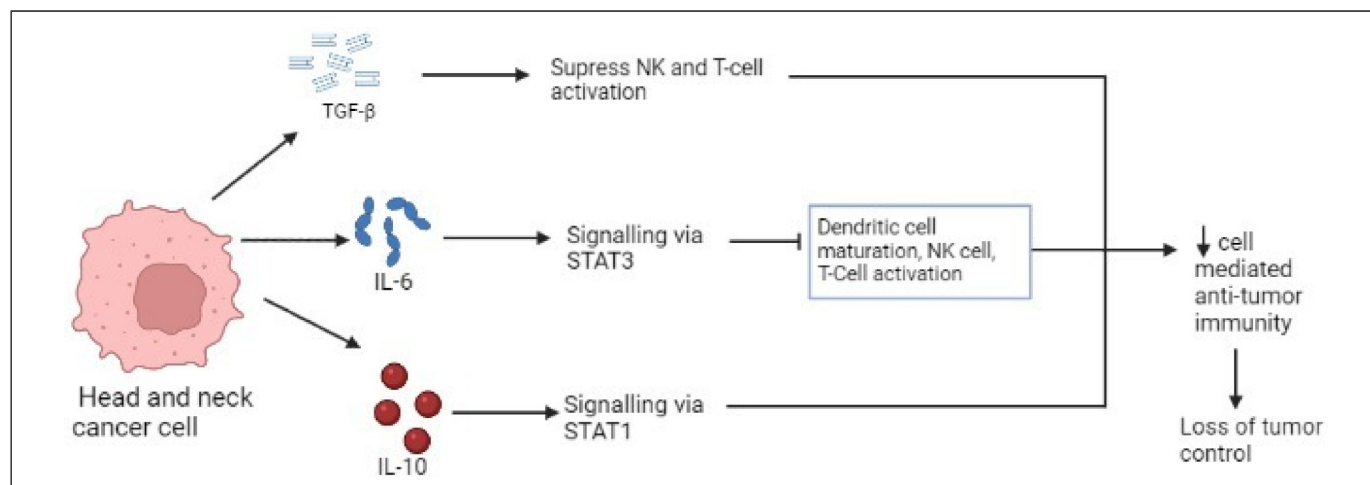 TGF-β
Supress NK and T-cell
activation
IL-6
Signalling via
STAT3
Dendritic cell
maturation, NK cell,
T-Cell activation
cell
mediated
anti-tumor
immunity
Head and neck
cancer cell
IL-10
Signalling via
STAT1
Loss of tumor
control